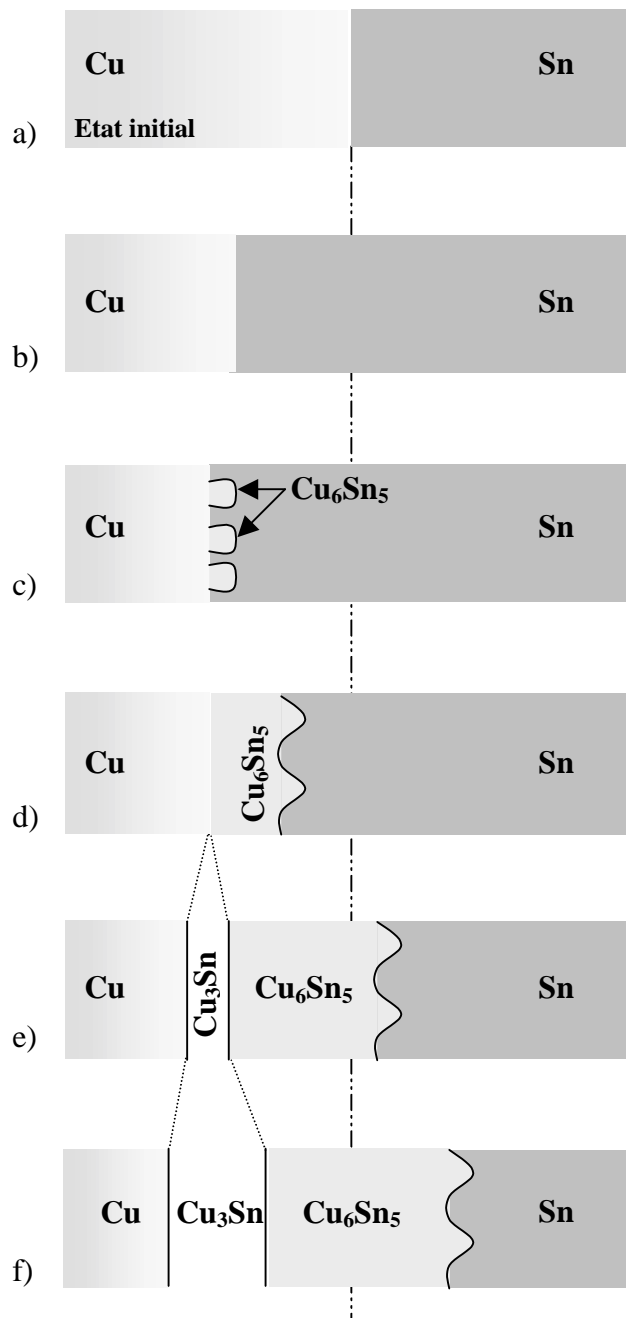 Cu Sn
Etat initial
a)
Cu Sn
b)
Cu₆Sn₅
Cu Sn
c)
Cu₆Sn₅
Cu Sn
d)
Cu₃Sn
Cu Cu₆Sn₅ Sn
e)
Cu Cu₃Sn Cu₆Sn₅ Sn
f)